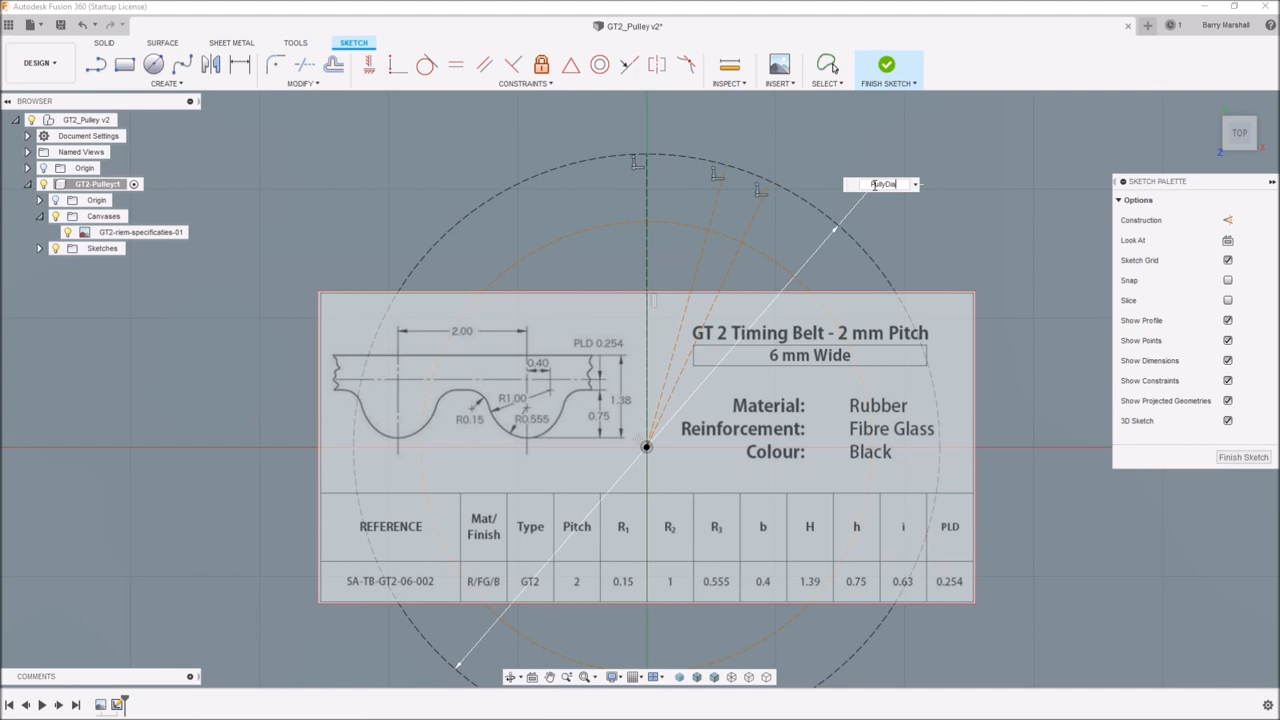 Autodesk Fusion 360 (Startup License)
GT2_Pulley v2*
1
Barry Marshall
DESIGN
SOLID
SURFACE
SHEET METAL
TOOLS
SKETCH
CREATE
MODIFY
CONSTRAINTS
INSPECT
INSERT
SELECT
FINISH SKETCH
BROWSER
GT2_Pulley v2
Document Settings
Named Views
Origin
GT2-Pulley:1
Origin
Canvases
GT2-riem-specificaties-01
Sketches
TOP
Z
X
PullyDia
SKETCH PALETTE
Options
Construction
Look At
Sketch Grid
Snap
Slice
Show Profile
Show Points
Show Dimensions
Show Constraints
Show Projected Geometries
3D Sketch
Finish Sketch
2.00
PLD 0.254
0.40
R1.00
1.38
R0.15
R0.555
0.75
GT 2 Timing Belt - 2 mm Pitch
6 mm Wide
Material: Rubber
Reinforcement: Fibre Glass
Colour: Black
REFERENCE Mat/ Finish Type Pitch R1 R2 R3 b H h i PLD
SA-TB-GT2-06-002 R/FG/B GT2 2 0.15 1 0.555 0.4 1.39 0.75 0.63 0.254
COMMENTS